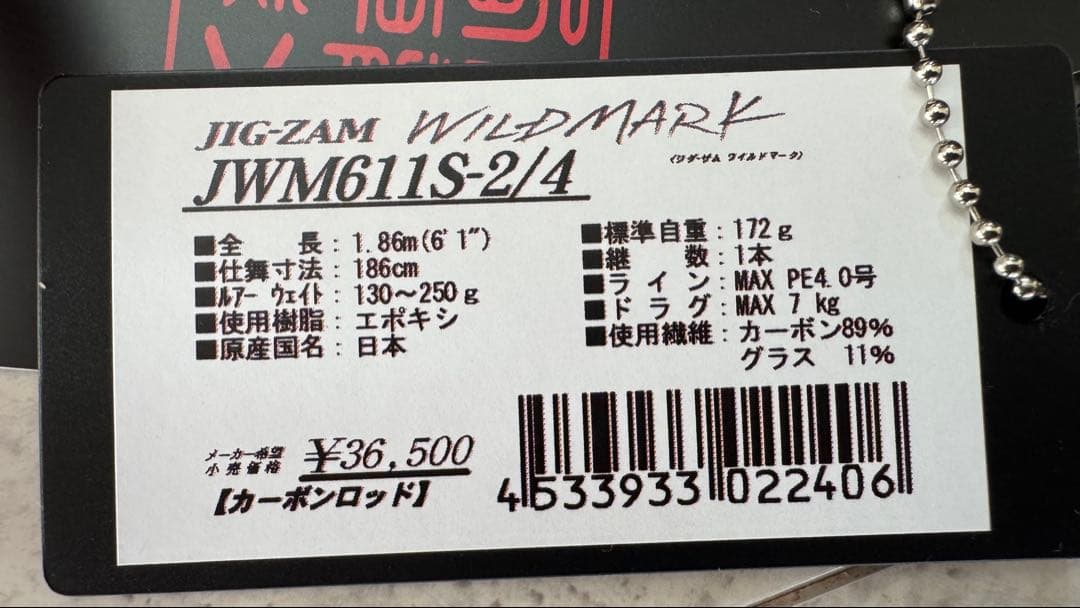 JIG-ZAM WILDMARK
〈ジグ・ザム ワイルドマーク〉
JWM611S-2/4
■全長：1.86m(6'1")
■仕舞寸法：186cm
■ルアーウェイト：130～250g
■使用樹脂：エポキシ
■原産国名：日本
■標準自重：172g
■継数：1本
■ライン：MAX PE4.0号
■ドラグ：MAX 7kg
■使用繊維：カーボン89%
グラス 11%
メーカー希望
小売価格 ￥36,500
【カーボンロッド】
4533933022406